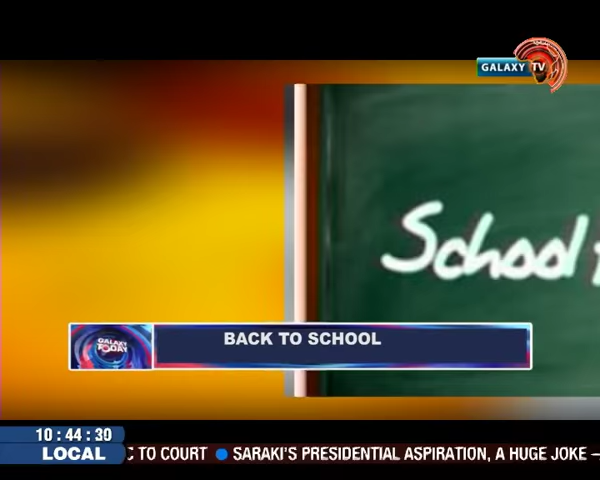 GALAXY TV
School
GALAXY
TODAY
BACK TO SCHOOL
10:44:30
LOCAL
TO COURT ● SARAKI'S PRESIDENTIAL ASPIRATION, A HUGE JOKE –